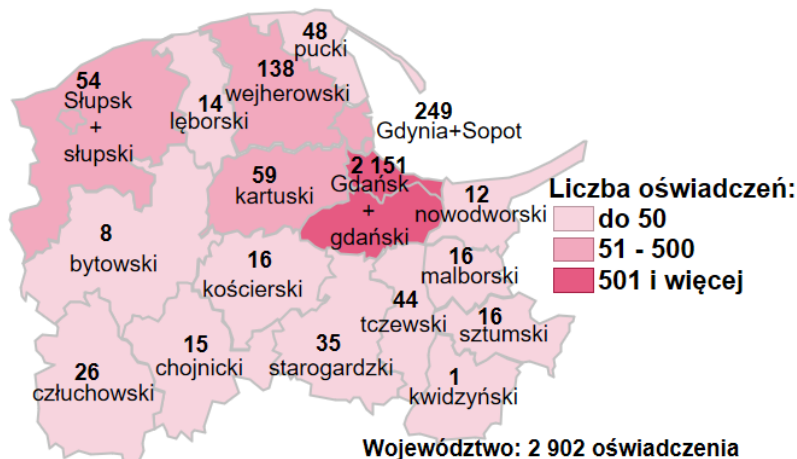 48
pucki
138
wejherowski
54
Słupsk
+
słupski
14
lęborski
249
Gdynia+Sopot
59
kartuski
2 151
Gdańsk
+
gdański
12
nowodworski
8
bytowski
16
kościerski
16
malborski
44
tczewski
16
sztumski
26
człuchowski
15
chojnicki
35
starogardzki
1
kwidzyński
Liczba oświadczeń:
do 50
51 - 500
501 i więcej
Województwo: 2 902 oświadczenia